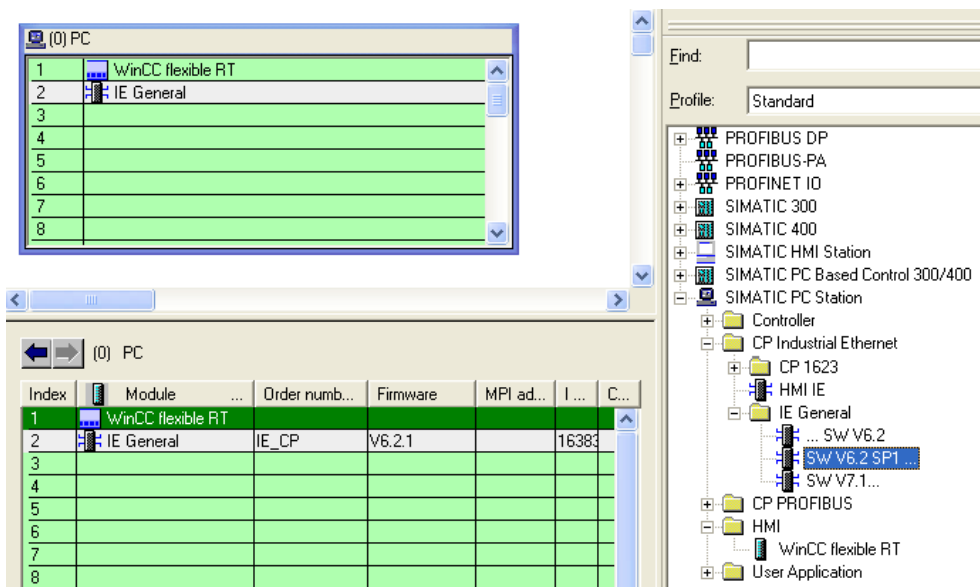 (0) PC
1 WinCC flexible RT
2 IE General
3
4
5
6
7
8
(0) PC
Index Module ... Order numb... Firmware MPI ad... I ... C...
1 WinCC flexible RT
2 IE General IE_CP V6.2.1 16383
3
4
5
6
7
8
Find:
Profile: Standard
PROFIBUS DP
PROFIBUS-PA
PROFINET IO
SIMATIC 300
SIMATIC 400
SIMATIC HMI Station
SIMATIC PC Based Control 300/400
SIMATIC PC Station
Controller
CP Industrial Ethernet
CP 1623
HMI IE
IE General
... SW V6.2
SW V6.2 SP1 ...
SW V7.1...
CP PROFIBUS
HMI
WinCC flexible RT
User Application